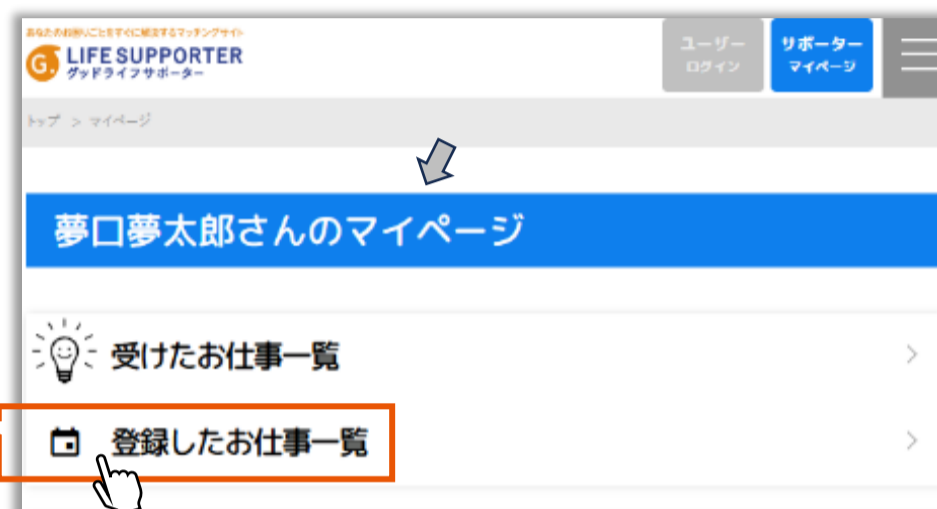 あなたのお困りごとをすぐに解決するマッチングサイト
G. LIFE SUPPORTER
グッドライフサポーター
ユーザー
ログイン
サポーター
マイページ
トップ > マイページ
夢口夢太郎さんのマイページ
受けたお仕事一覧
登録したお仕事一覧